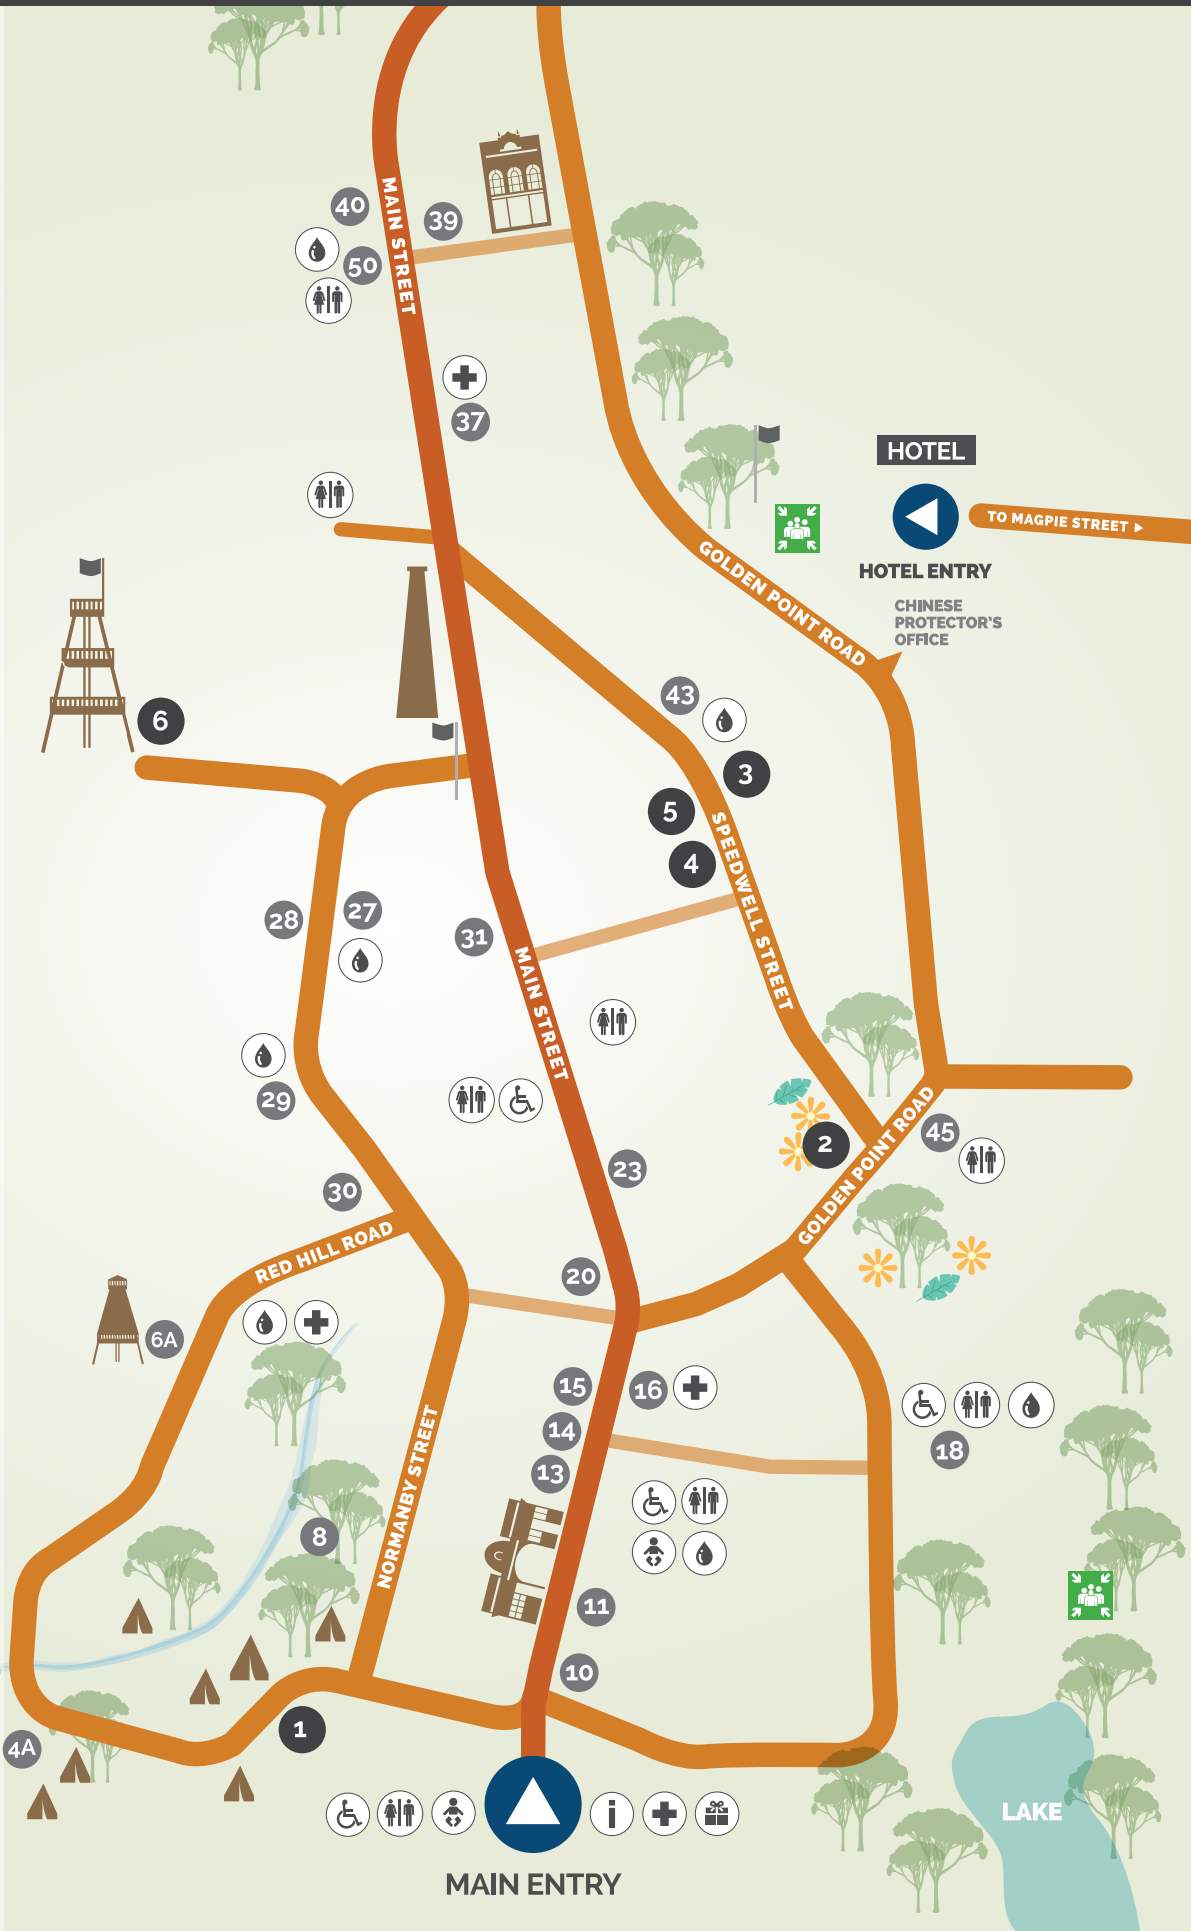 40
MAIN STREET
39
50
37
HOTEL
TO MAGPIE STREET
HOTEL ENTRY
GOLDEN POINT ROAD
CHINESE
PROTECTOR'S
OFFICE
43
6
3
5
4
SPEEDWELL STREET
28
27
31
MAIN STREET
29
23
2
45
GOLDEN POINT ROAD
30
RED HILL ROAD
20
6A
15
16
14
18
13
NORMANBY STREET
8
11
10
1
4A
i
LAKE
MAIN ENTRY